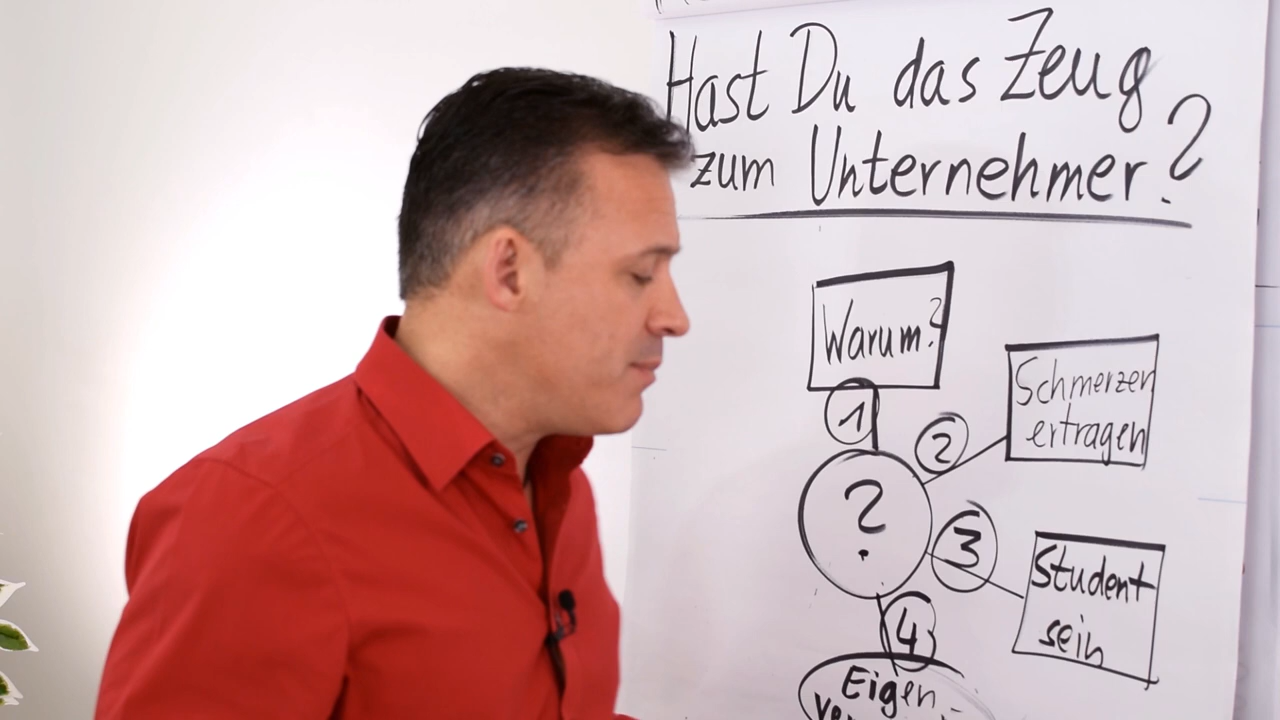 Hast Du das Zeug
zum Unternehmer?
Warum?
1
2
Schmerzen
ertragen
?
3
Student
sein
4
Eigen-